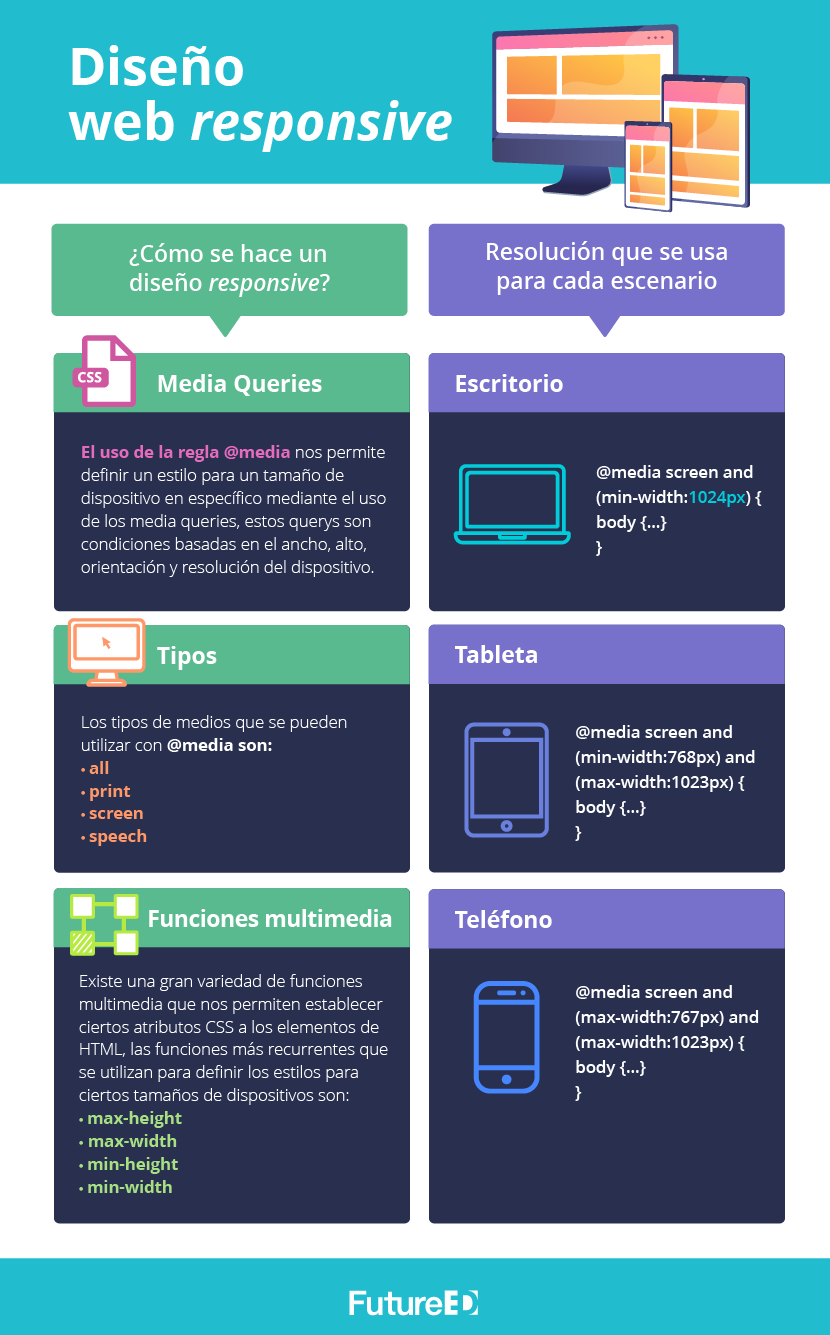 Diseño
web responsive
¿Cómo se hace un
diseño responsive?
Media Queries
CSS
El uso de la regla @media nos permite
definir un estilo para un tamaño de
dispositivo en específico mediante el uso
de los media queries, estos querys son
condiciones basadas en el ancho, alto,
orientación y resolución del dispositivo.
Tipos
Los tipos de medios que se pueden
utilizar con @media son:
• all
• print
• screen
• speech
Funciones multimedia
Existe una gran variedad de funciones
multimedia que nos permiten establecer
ciertos atributos CSS a los elementos de
HTML, las funciones más recurrentes que
se utilizan para definir los estilos para
ciertos tamaños de dispositivos son:
• max-height
• max-width
• min-height
• min-width
Resolución que se usa
para cada escenario
Escritorio
@media screen and
(min-width:1024px) {
body {...}
}
Tableta
@media screen and
(min-width:768px) and
(max-width:1023px) {
body {...}
}
Teléfono
@media screen and
(max-width:767px) and
(max-width:1023px) {
body {...}
}
FutureED